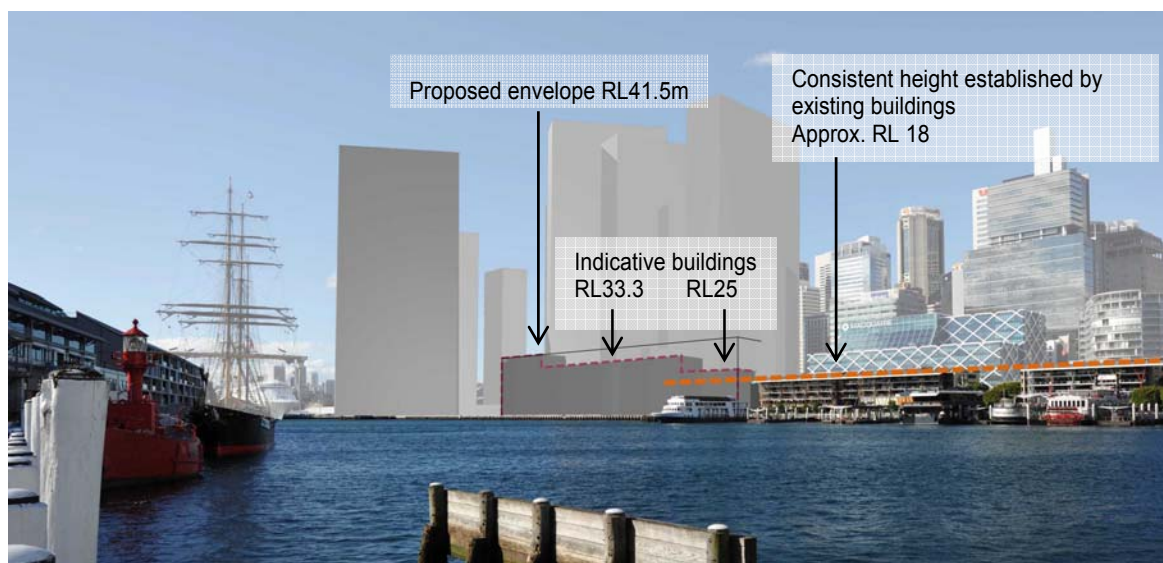 Proposed envelope RL41.5m
Consistent height established by
existing buildings
Approx. RL 18
Indicative buildings
RL33.3 RL25